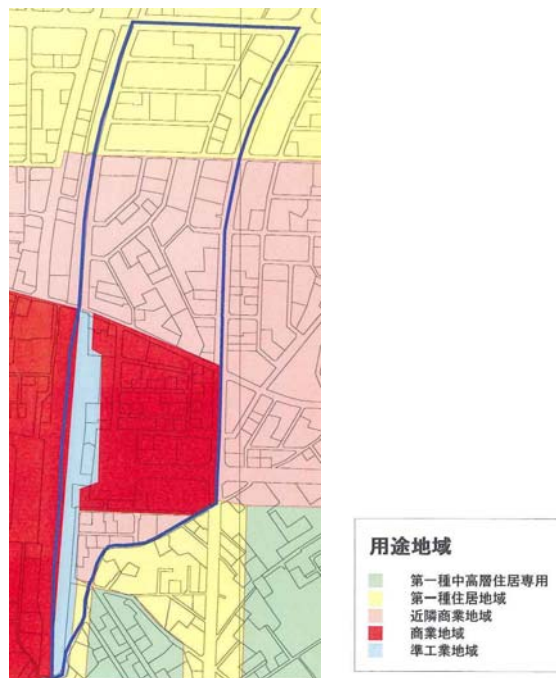 用途地域
第一種中高層住居専用
第一種住居地域
近隣商業地域
商業地域
準工業地域